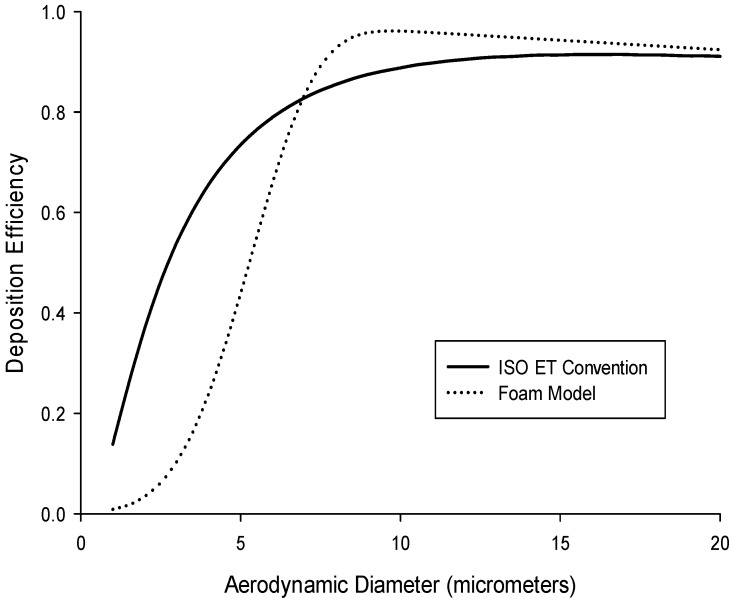 1.0
0.8
0.6
0.4
0.2
0.0
Deposition Efficiency
ISO ET Convention
Foam Model
0 5 10 15 20
Aerodynamic Diameter (micrometers)